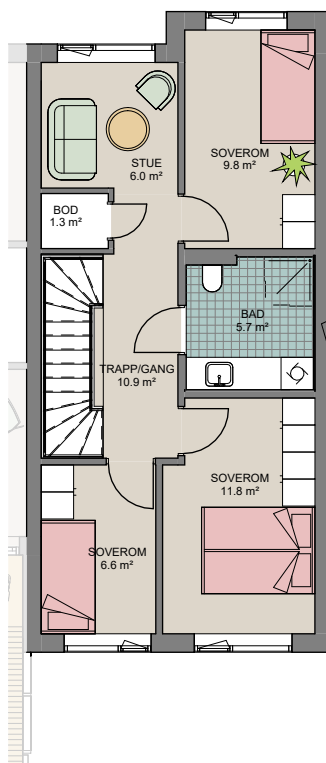 SOVEROM
9.8 m²
STUE
6.0 m²
BOD
1.3 m²
BAD
5.7 m²
TRAPP/GANG
10.9 m²
SOVEROM
11.8 m²
SOVEROM
6.6 m²